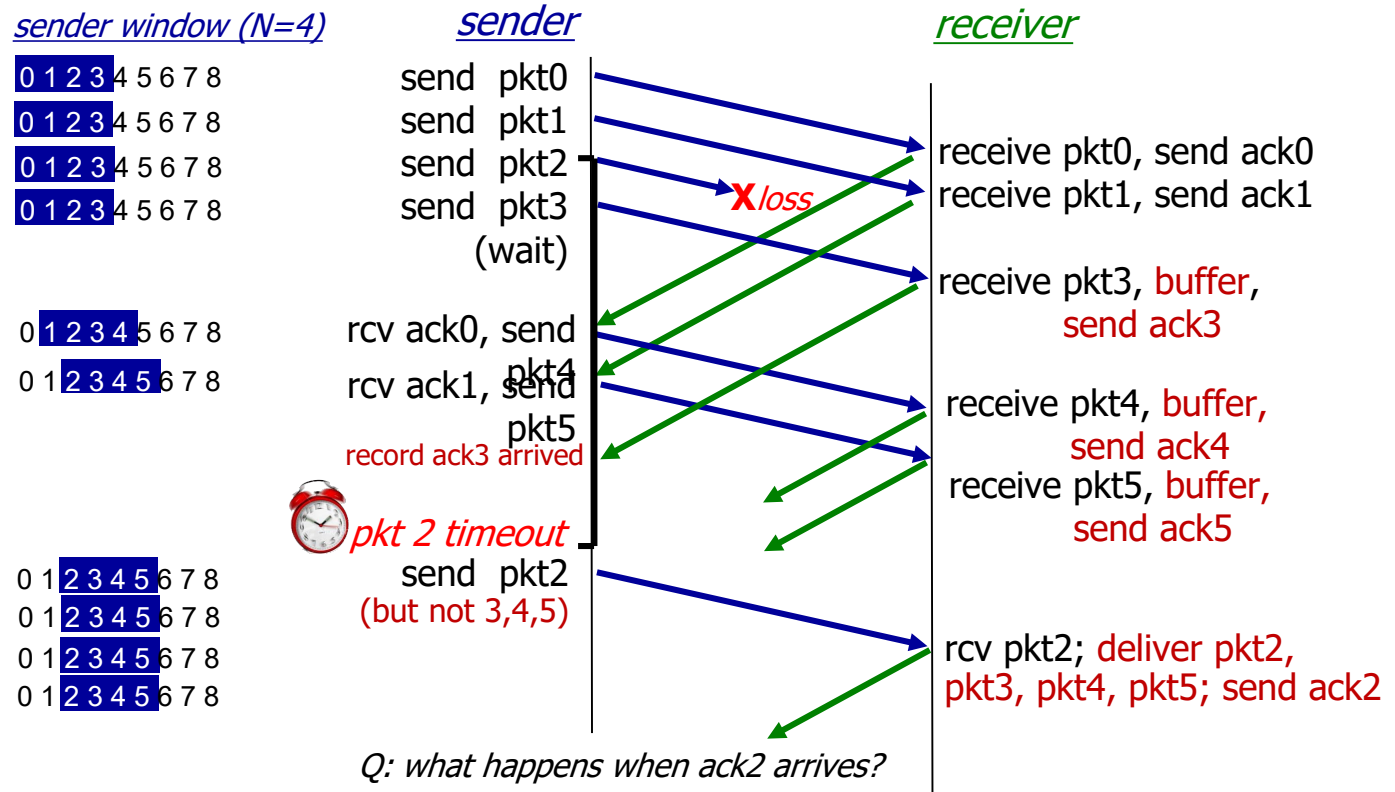 sender window (N=4)
sender
receiver
0 1 2 3 4 5 6 7 8
send pkt0
0 1 2 3 4 5 6 7 8
send pkt1
0 1 2 3 4 5 6 7 8
send pkt2
0 1 2 3 4 5 6 7 8
send pkt3
(wait)
X loss
receive pkt0, send ack0
receive pkt1, send ack1
receive pkt3, buffer,
send ack3
0 1 2 3 4 5 6 7 8
rcv ack0, send
pkt4
0 1 2 3 4 5 6 7 8
rcv ack1, send
pkt5
record ack3 arrived
receive pkt4, buffer,
send ack4
receive pkt5, buffer,
send ack5
pkt 2 timeout
0 1 2 3 4 5 6 7 8
send pkt2
0 1 2 3 4 5 6 7 8
(but not 3,4,5)
0 1 2 3 4 5 6 7 8
0 1 2 3 4 5 6 7 8
rcv pkt2; deliver pkt2,
pkt3, pkt4, pkt5; send ack2
Q: what happens when ack2 arrives?